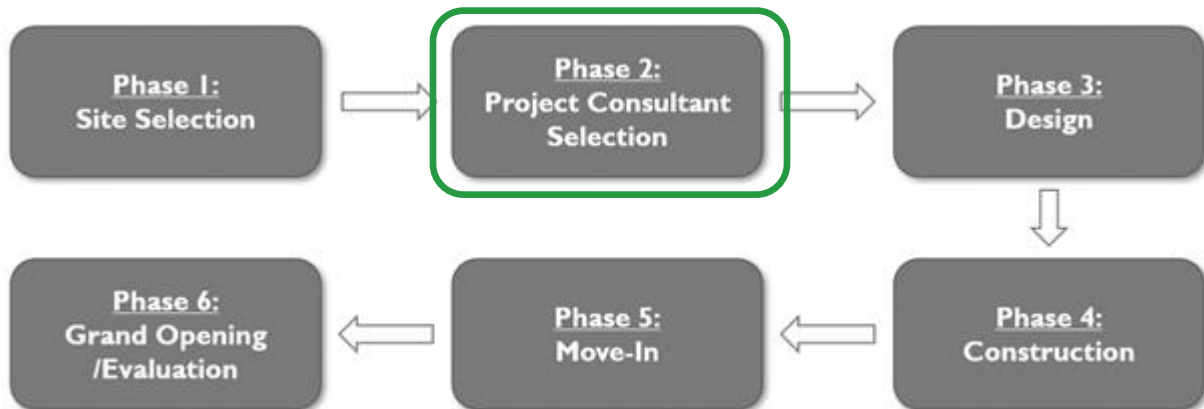 Phase 1:
Site Selection
Phase 2:
Project Consultant
Selection
Phase 3:
Design
Phase 4:
Construction
Phase 5:
Move-In
Phase 6:
Grand Opening
/Evaluation